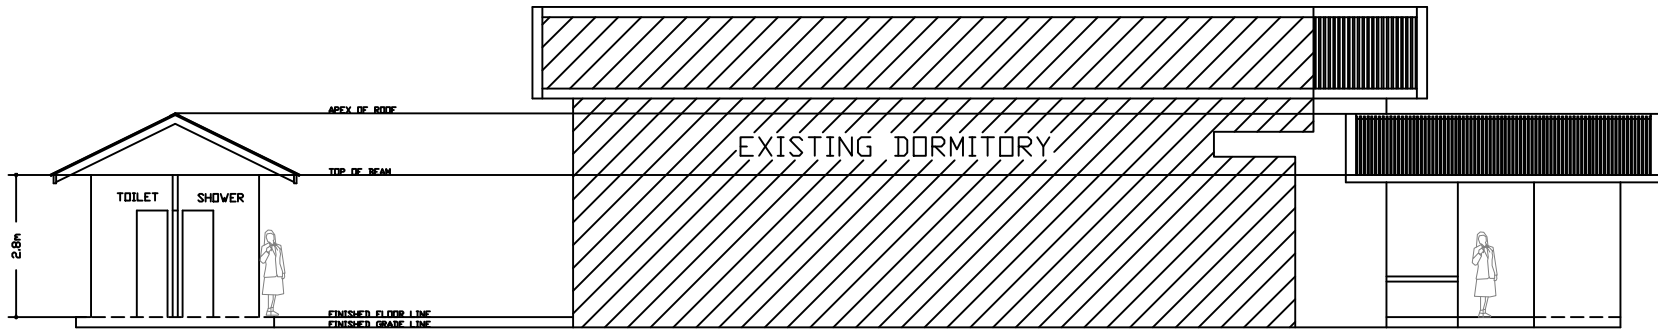 APEX OF ROOF
EXISTING DORMITORY
TOP OF BEAM
TOILET SHOWER
2.8m
FINISHED FLOOR LINE
FINISHED GRADE LINE